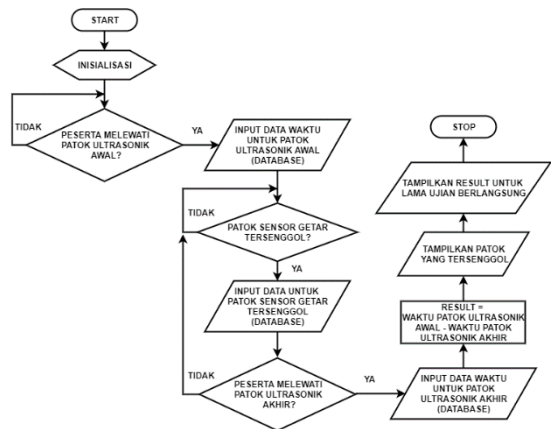 START
INISIALISASI
TIDAK
PESERTA MELEWATI
PATOK ULTRASONIK
AWAL?
YA
INPUT DATA WAKTU
UNTUK PATOK
ULTRASONIK AWAL
(DATABASE)
TIDAK
PATOK SENSOR GETAR
TERSENGGOL?
YA
INPUT DATA UNTUK
PATOK SENSOR GETAR
TERSENGGOL
(DATABASE)
TIDAK
PESERTA MELEWATI
PATOK ULTRASONIK
AKHIR?
YA
INPUT DATA WAKTU
UNTUK PATOK
ULTRASONIK AKHIR
(DATABASE)
RESULT =
WAKTU PATOK ULTRASONIK
AWAL - WAKTU PATOK
ULTRASONIK AKHIR
TAMPILKAN PATOK
YANG TERSENGGOL
TAMPILKAN RESULT UNTUK
LAMA UJIAN BERLANGSUNG
STOP